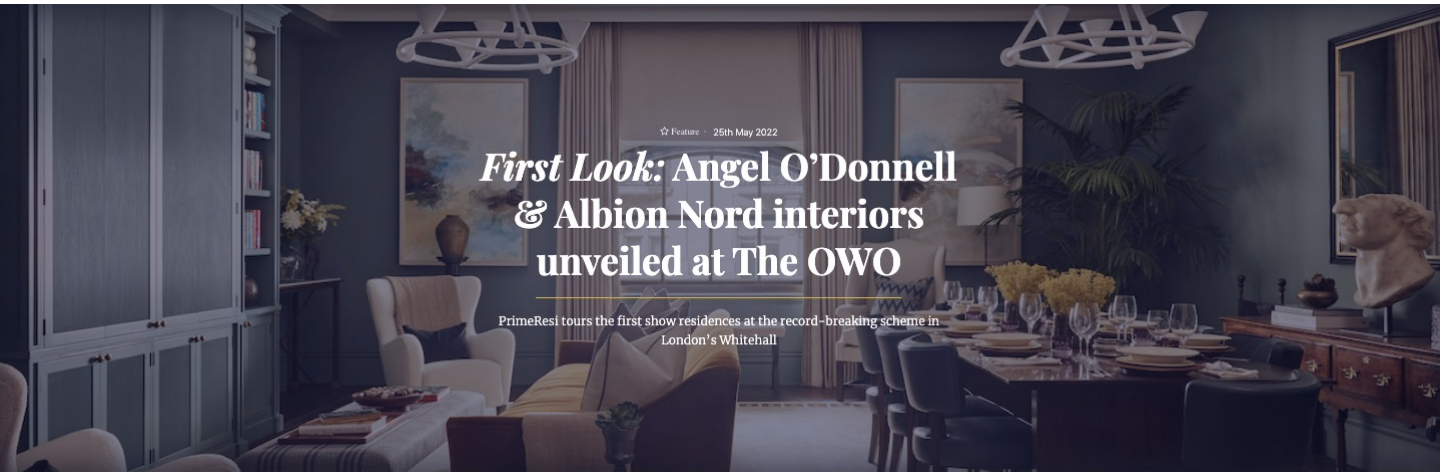 Feature · 25th May 2022
First Look: Angel O’Donnell
& Albion Nord interiors
unveiled at The OWO
PrimeResi tours the first show residences at the record-breaking scheme in
London's Whitehall